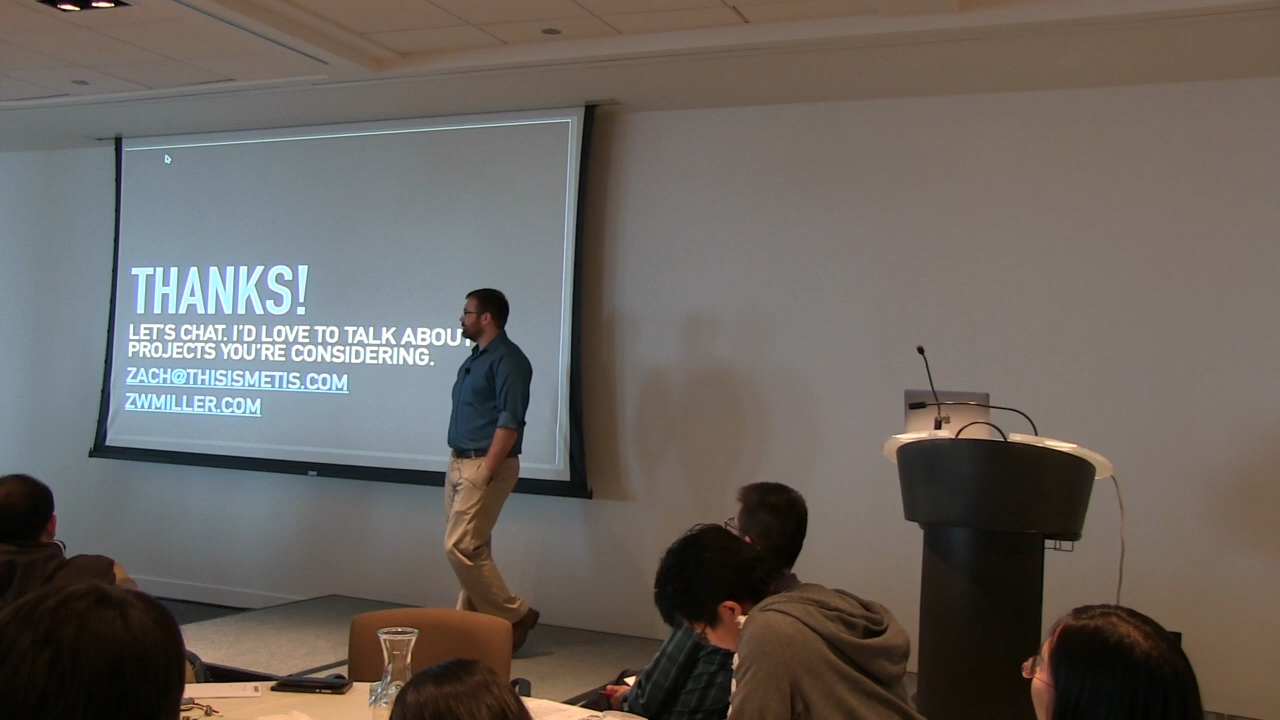 THANKS!
LET'S CHAT. I'D LOVE TO TALK ABOUT
PROJECTS YOU'RE CONSIDERING.
ZACH@THISISMETIS.COM
ZWMILLER.COM